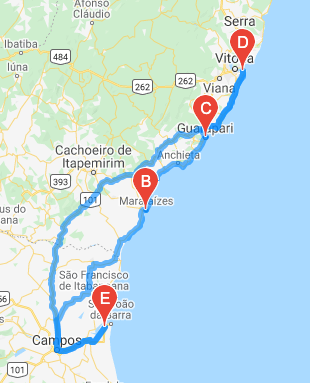 Afonso
Cláudio
Serra
Ibatiba
484
D
Vitória
Iúna
262
262
Viana
C
Guarapari
Cachoeiro de
Itapemirim
Anchieta
393
B
101
Marataízes
São Francisco
de Itabapoana
E
São João
da Barra
Campos
101